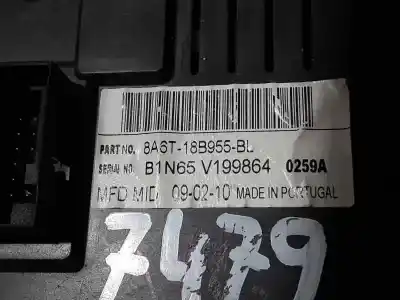 PART NO. 8A6T-18B955-BL
SERIAL NO. B1N65 V199864 0259A
MFD MID. 09-02-10 MADE IN PORTUGAL
7479